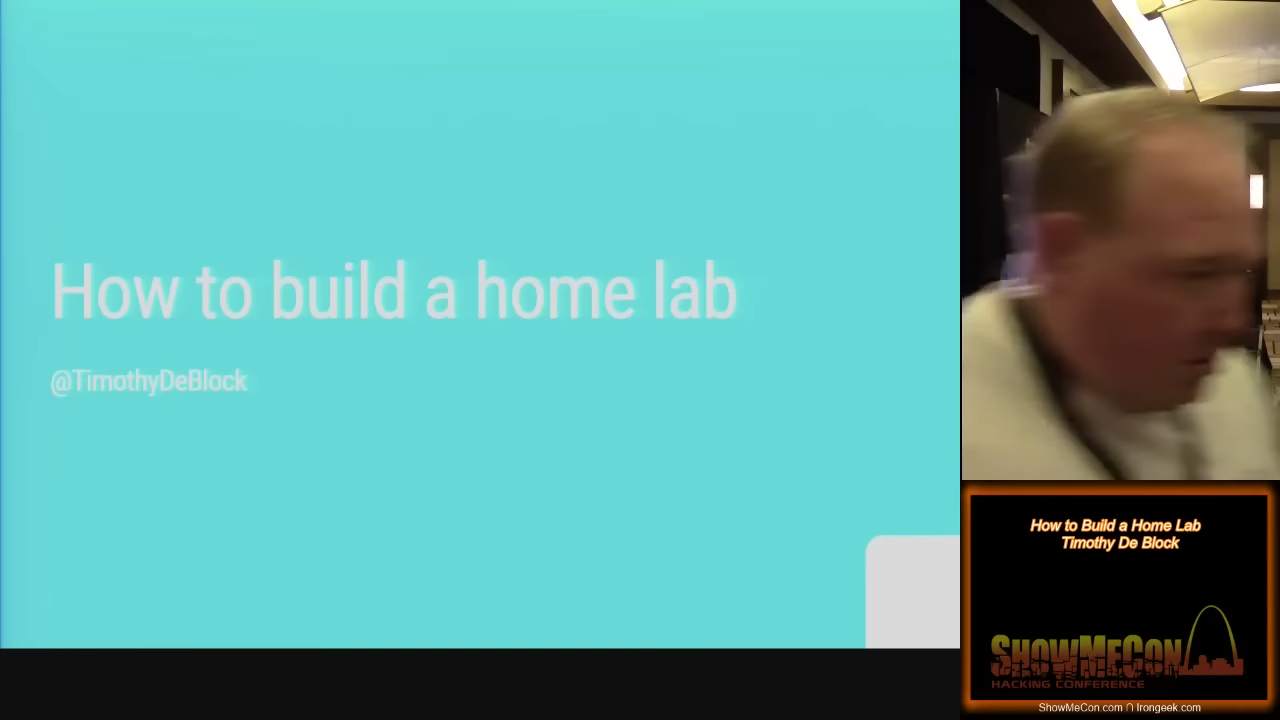 How to build a home lab
@TimothyDeBlock
How to Build a Home Lab
Timothy De Block
ShowMeCon
HACKING CONFERENCE
ShowMeCon.com ∩ Irongeek.com